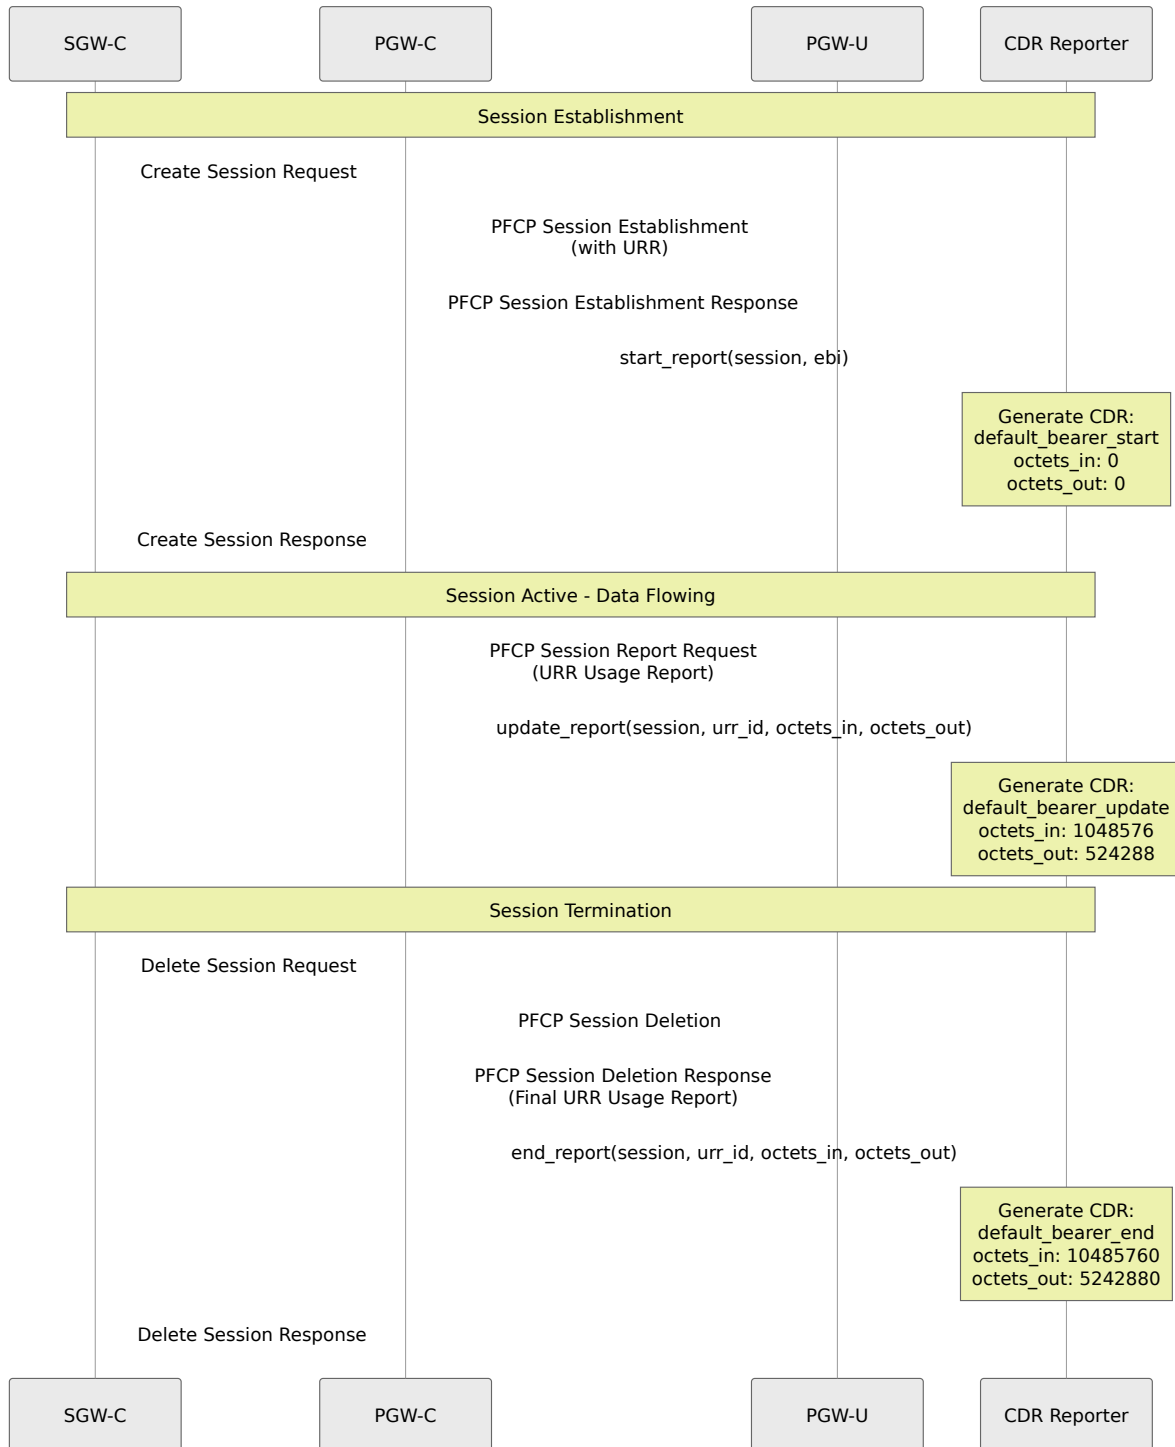 SGW-C
PGW-C
PGW-U
CDR Reporter
Session Establishment
Create Session Request
PFCP Session Establishment
(with URR)
PFCP Session Establishment Response
start_report(session, ebi)
Generate CDR:
default_bearer_start
octets_in: 0
octets_out: 0
Create Session Response
Session Active - Data Flowing
PFCP Session Report Request
(URR Usage Report)
update_report(session, urr_id, octets_in, octets_out)
Generate CDR:
default_bearer_update
octets_in: 1048576
octets_out: 524288
Session Termination
Delete Session Request
PFCP Session Deletion
PFCP Session Deletion Response
(Final URR Usage Report)
end_report(session, urr_id, octets_in, octets_out)
Generate CDR:
default_bearer_end
octets_in: 10485760
octets_out: 5242880
Delete Session Response
SGW-C
PGW-C
PGW-U
CDR Reporter